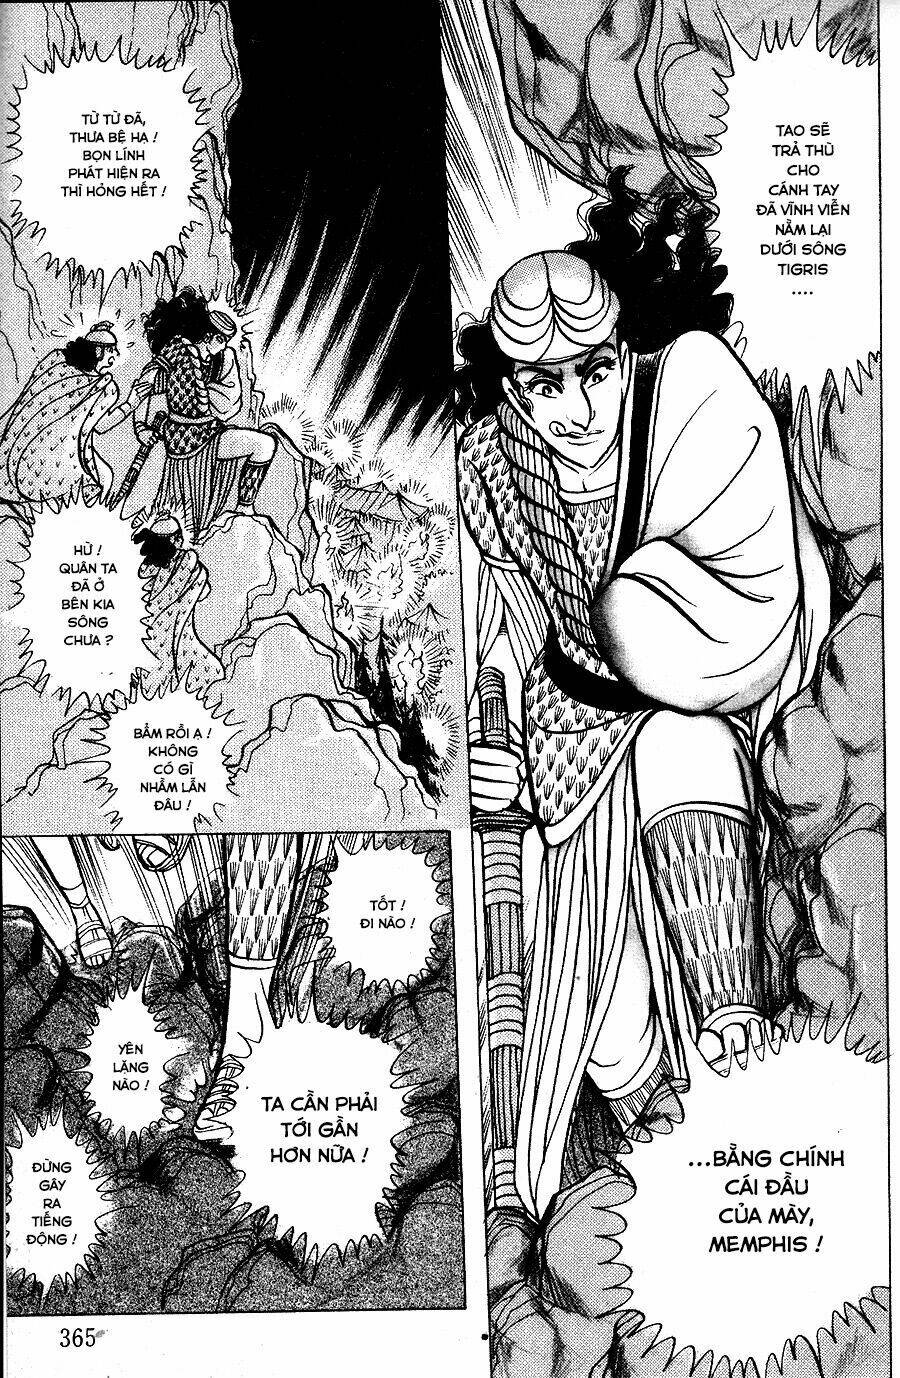 TAO SẼ
TRẢ THÙ
CHO
CÁNH TAY
ĐÃ VĨNH VIỄN
NẰM LẠI
DƯỚI SÔNG
TIGRIS
....
...BẰNG CHÍNH
CÁI ĐẦU
CỦA MÀY,
MEMPHIS !
TỪ TỪ ĐÃ,
THƯA BỆ HẠ !
BỌN LÍNH
PHÁT HIỆN RA
THÌ HỎNG HẾT !
HỪ !
QUÂN TA
ĐÃ Ở
BÊN KIA
SÔNG
CHƯA ?
BẨM RỒI Ạ !
KHÔNG
CÓ GÌ
NHẦM LẪN
ĐÂU !
TỐT !
ĐI NÀO !
TA CẦN PHẢI
TỚI GẦN
HƠN NỮA !
YÊN
LẶNG
NÀO !
ĐỪNG
GÂY
RA
TIẾNG
ĐỘNG !
365